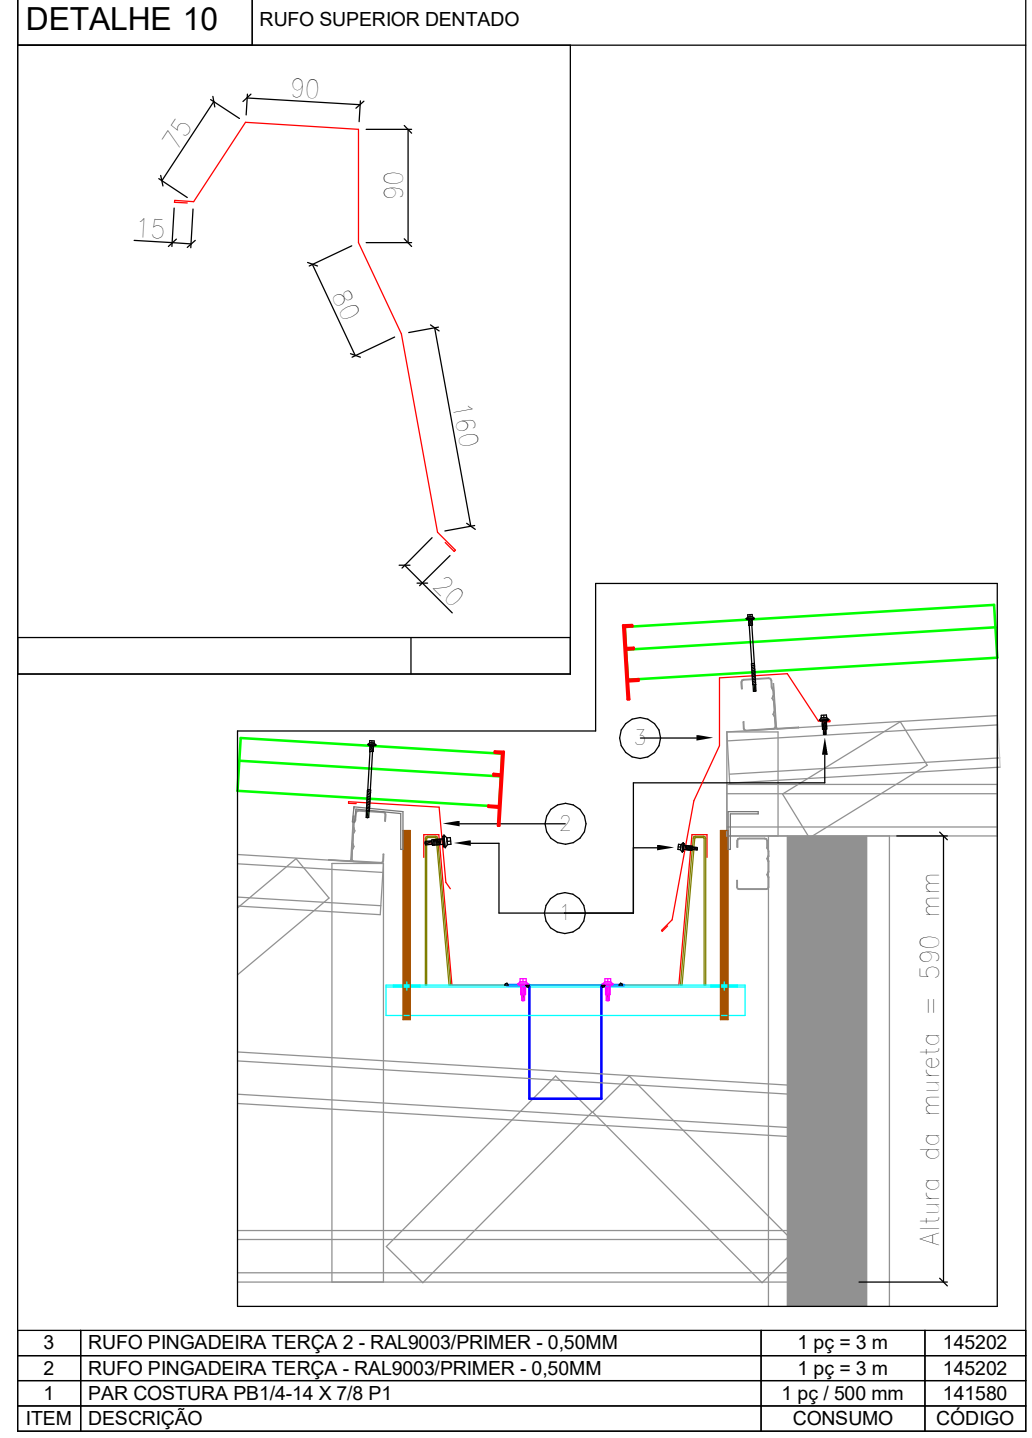 DETALHE 10 RUFO SUPERIOR DENTADO
90
75
90
15
80
160
20
3
2
1
Altura da mureta = 590 mm
3 RUFO PINGADEIRA TERÇA 2 - RAL9003/PRIMER - 0,50MM 1 pç = 3 m 145202
2 RUFO PINGADEIRA TERÇA - RAL9003/PRIMER - 0,50MM 1 pç = 3 m 145202
1 PAR COSTURA PB1/4-14 X 7/8 P1 1 pç / 500 mm 141580
ITEM DESCRIÇÃO CONSUMO CÓDIGO